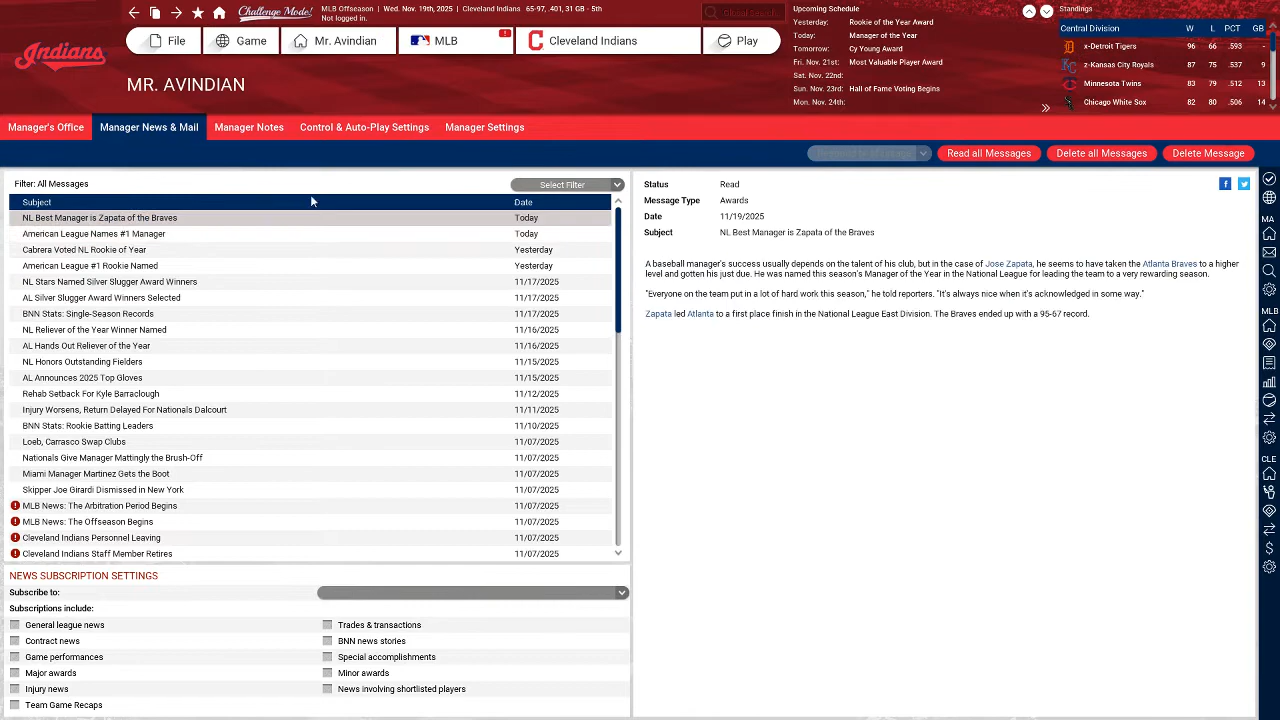 Challenge Mode!
MLB Offseason | Wed. Nov. 19th, 2025 | Cleveland Indians 65-97, .401, 31 GB - 5th
Not logged in.
Global Search
Upcoming Schedule
Yesterday: Rookie of the Year Award
Today: Manager of the Year
Tomorrow: Cy Young Award
Fri. Nov. 21st: Most Valuable Player Award
Sat. Nov. 22nd:
Sun. Nov. 23rd: Hall of Fame Voting Begins
Mon. Nov. 24th:
Standings
Central Division W L PCT GB
x-Detroit Tigers 96 66 .593 -
z-Kansas City Royals 87 75 .537 9
Minnesota Twins 83 79 .512 13
Chicago White Sox 82 80 .506 14
File
Game
Mr. Avindian
MLB
Cleveland Indians
Play
Indians
MR. AVINDIAN
Manager's Office
Manager News & Mail
Manager Notes
Control & Auto-Play Settings
Manager Settings
Read all Messages
Delete all Messages
Delete Message
Filter: All Messages
Select Filter
Subject Date
NL Best Manager is Zapata of the Braves Today
American League Names #1 Manager Today
Cabrera Voted NL Rookie of Year Yesterday
American League #1 Rookie Named Yesterday
NL Stars Named Silver Slugger Award Winners 11/17/2025
AL Silver Slugger Award Winners Selected 11/17/2025
BNN Stats: Single-Season Records 11/17/2025
NL Reliever of the Year Winner Named 11/16/2025
AL Hands Out Reliever of the Year 11/16/2025
NL Honors Outstanding Fielders 11/15/2025
AL Announces 2025 Top Gloves 11/15/2025
Rehab Setback For Kyle Barraclough 11/12/2025
Injury Worsens, Return Delayed For Nationals Dalcourt 11/11/2025
BNN Stats: Rookie Batting Leaders 11/10/2025
Loeb, Carrasco Swap Clubs 11/07/2025
Nationals Give Manager Mattingly the Brush-Off 11/07/2025
Miami Manager Martinez Gets the Boot 11/07/2025
Skipper Joe Girardi Dismissed in New York 11/07/2025
MLB News: The Arbitration Period Begins 11/07/2025
MLB News: The Offseason Begins 11/07/2025
Cleveland Indians Personnel Leaving 11/07/2025
Cleveland Indians Staff Member Retires 11/07/2025
NEWS SUBSCRIPTION SETTINGS
Subscribe to:
Subscriptions include:
General league news Trades & transactions
Contract news BNN news stories
Game performances Special accomplishments
Major awards Minor awards
Injury news News involving shortlisted players
Team Game Recaps
Status Read
Message Type Awards
Date 11/19/2025
Subject NL Best Manager is Zapata of the Braves
A baseball manager's success usually depends on the talent of his club, but in the case of Jose Zapata, he seems to have taken the Atlanta Braves to a higher
level and gotten his just due. He was named this season's Manager of the Year in the National League for leading the team to a very rewarding season.
"Everyone on the team put in a lot of hard work this season," he told reporters. "It's always nice when it's acknowledged in some way."
Zapata led Atlanta to a first place finish in the National League East Division. The Braves ended up with a 95-67 record.
MA
MLB
CLE